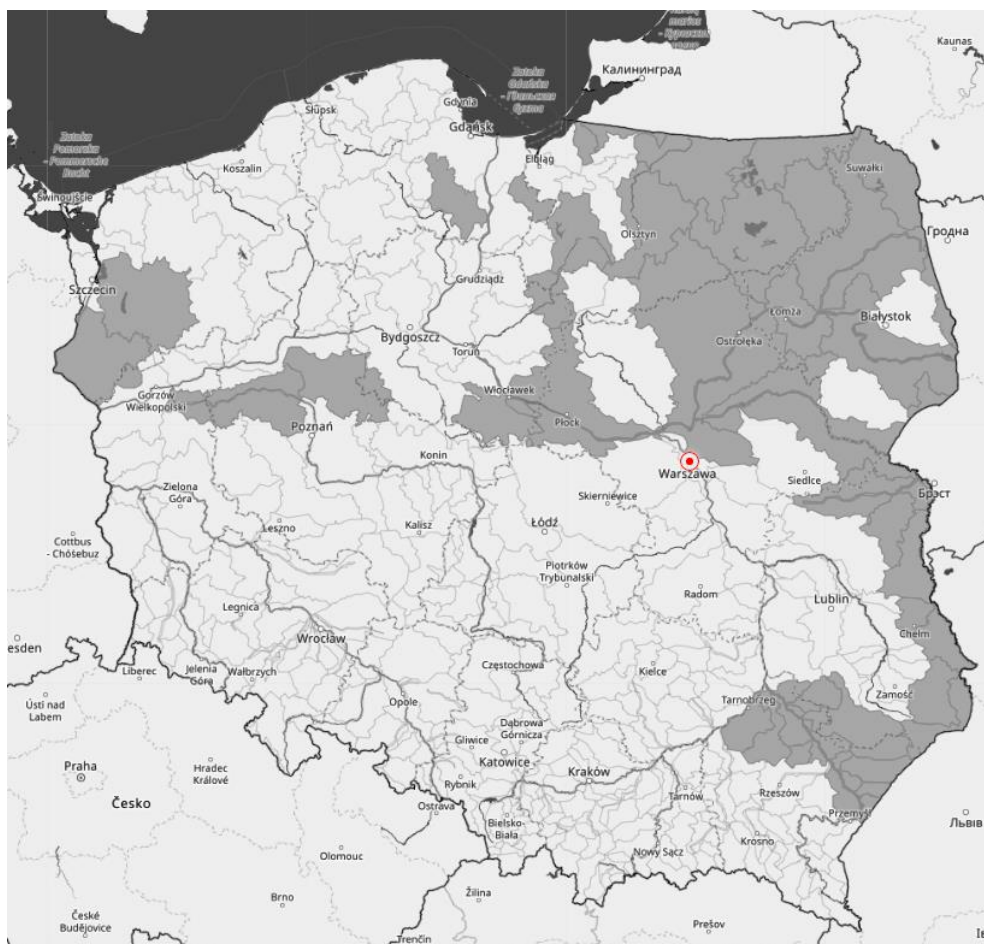 Kaunas
Калининград
Zatoka
Gdańska
Słupsk
Gdynia
Gdańsk
Zatoka
Pomorska
Elbląg
Koszalin
Suwałki
Świnoujście
Olsztyn
Гродна
Szczecin
Grudziądz
Łomża
Białystok
Bydgoszcz
Ostrołęka
Toruń
Włocławek
Gorzów
Wielkopolski
Płock
Poznań
Konin
Warszawa
Siedlce
Брэст
Zielona
Góra
Skierniewice
Leszno
Kalisz
Łódź
Cottbus
- Chóśebuz
Piotrków
Trybunalski
Radom
Lublin
Legnica
Wrocław
Chełm
esden
Liberec
Jelenia
Góra
Wałbrzych
Częstochowa
Kielce
Zamość
Ústí nad
Labem
Opole
Tarnobrzeg
Dąbrowa
Górnicza
Gliwice
Katowice
Praha
Hradec
Králové
Kraków
Rybnik
Tarnów
Rzeszów
Česko
Ostrava
Przemyśl
Львів
Bielsko-
Biała
Krosno
Olomouc
Nowy Sącz
Žilina
Brno
České
Budějovice
Prešov
Trenčín